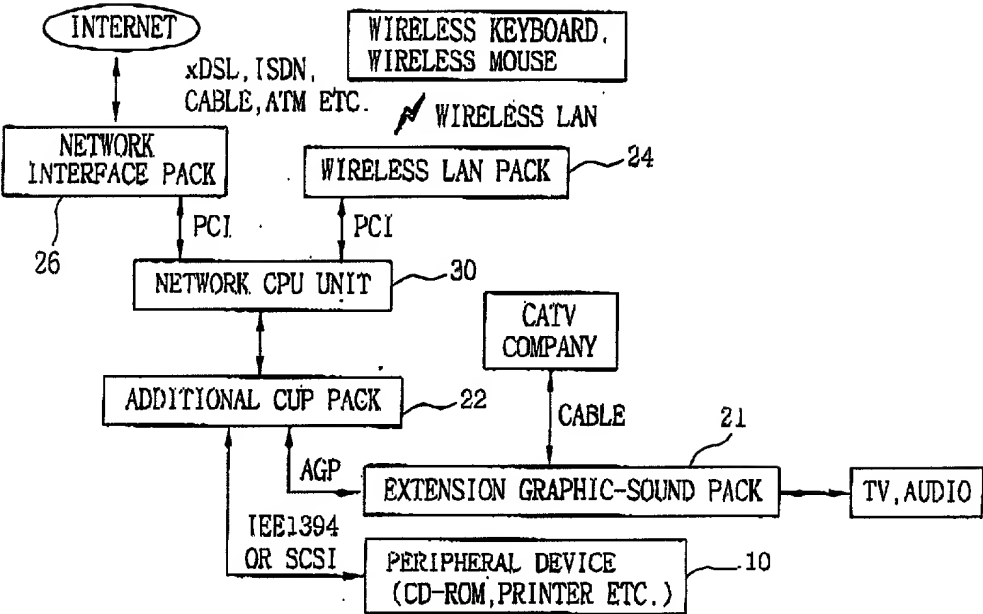 INTERNET
WIRELESS KEYBOARD,
WIRELESS MOUSE
xDSL, ISDN,
CABLE, ATM ETC.
WIRELESS LAN
NETWORK
INTERFACE PACK
WIRELESS LAN PACK
24
26
PCI
PCI
NETWORK CPU UNIT
30
CATV
COMPANY
ADDITIONAL CUP PACK
22
CABLE
21
AGP
EXTENSION GRAPHIC-SOUND PACK
TV, AUDIO
IEE1394
OR SCSI
PERIPHERAL DEVICE
(CD-ROM, PRINTER ETC.)
10